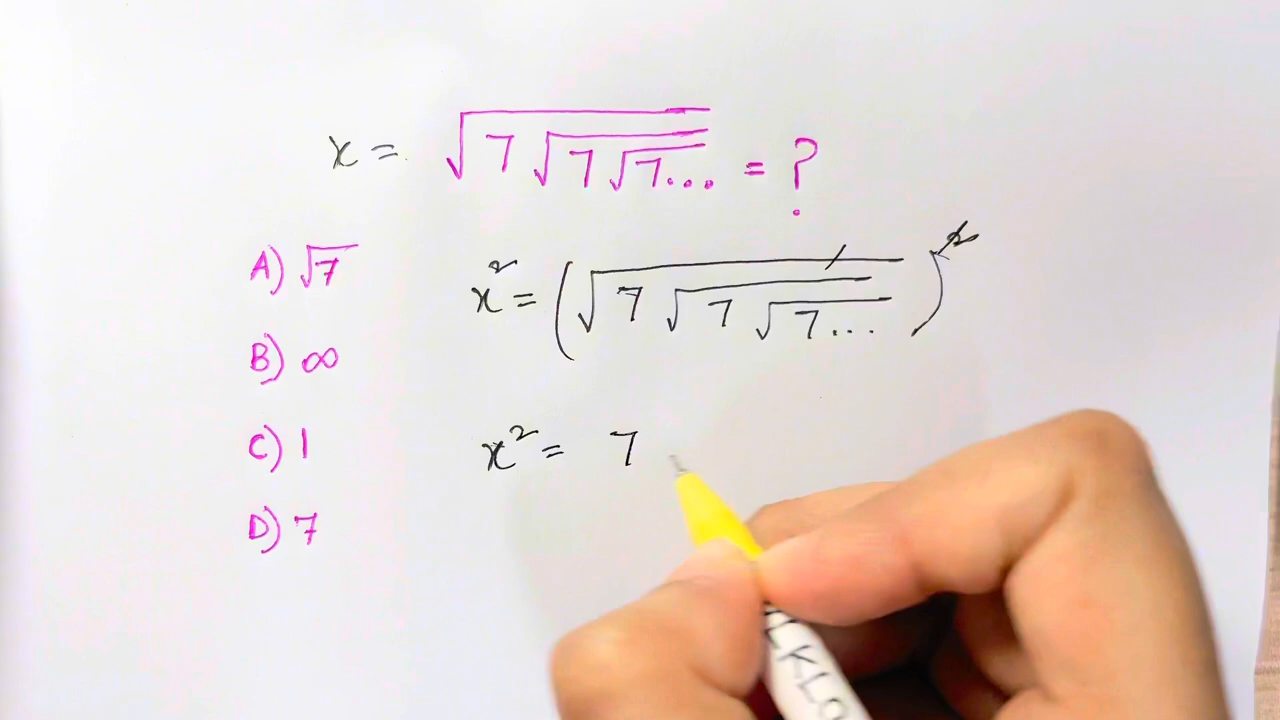 x = √7√7√7... = ?
A) √7
x² = (√7√7√7...)²
B) ∞
C) 1
x² = 7
D) 7